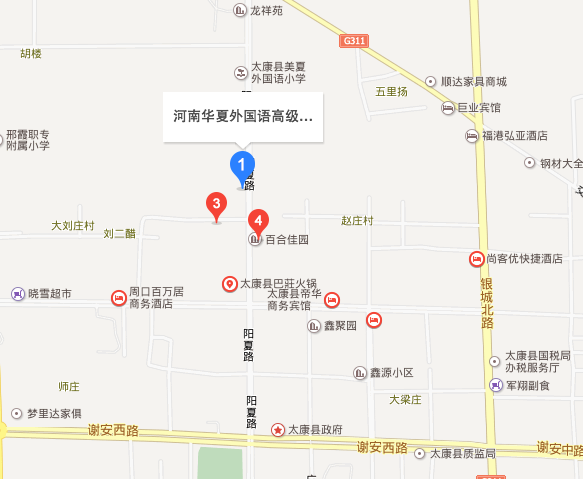 龙祥苑
G311
胡楼
太康县美夏
外国语小学
顺达家具商城
五里扬
巨业宾馆
河南华夏外国语高级...
邢霞职专
附属小学
福港弘亚酒店
钢材大全
1
夏路
3
4
大刘庄村
刘二醋
赵庄村
百合佳园
尚客优快捷酒店
太康县巴莊火锅
晓雪超市
周口百万居
商务酒店
太康县帝华
商务宾馆
银城北路
鑫聚园
阳夏路
太康县国税局
办税服务厅
师庄
鑫源小区
军翔副食
大梁庄
阳夏路
梦里达家俱
谢安西路
太康县政府
谢安西路
谢安中路
太康县质监局